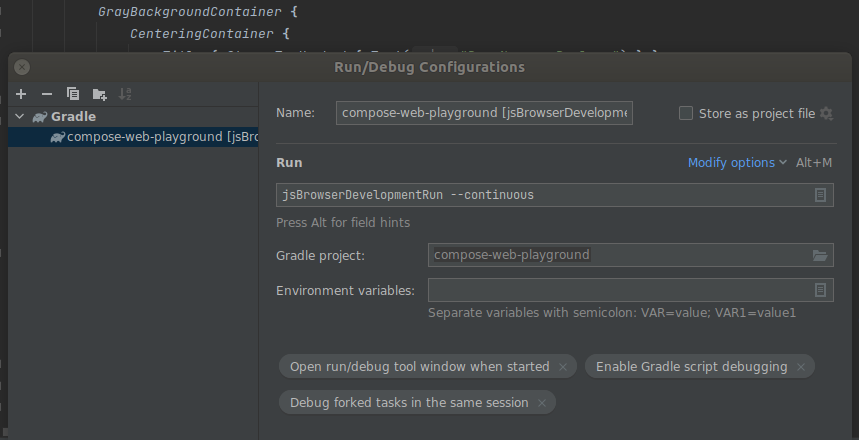 GrayBackgroundContainer {
CenteringContainer {
Run/Debug Configurations
Gradle
compose-web-playground [jsBro
Name:
compose-web-playground [jsBrowserDevelopme
Store as project file
Run
Modify options
Alt+M
jsBrowserDevelopmentRun --continuous
Press Alt for field hints
Gradle project:
compose-web-playground
Environment variables:
Separate variables with semicolon: VAR=value; VAR1=value1
Open run/debug tool window when started
Enable Gradle script debugging
Debug forked tasks in the same session